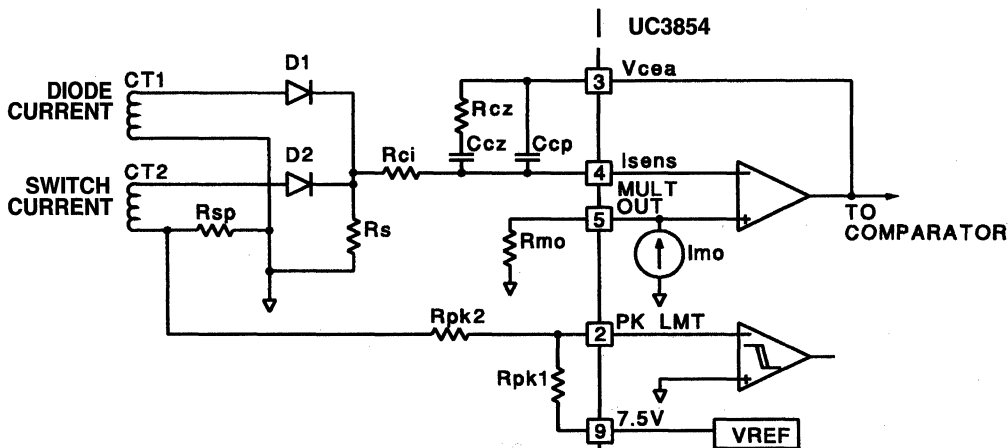 UC3854
DIODE
CURRENT
CT1
D1
3
Vcea
Rcz
Ccz
Ccp
SWITCH
CURRENT
CT2
D2
Rci
4
Isens
MULT
OUT
5
Rsp
Rs
Rmo
Imo
TO
COMPARATOR
Rpk2
2
PK LMT
Rpk1
9
7.5V
VREF